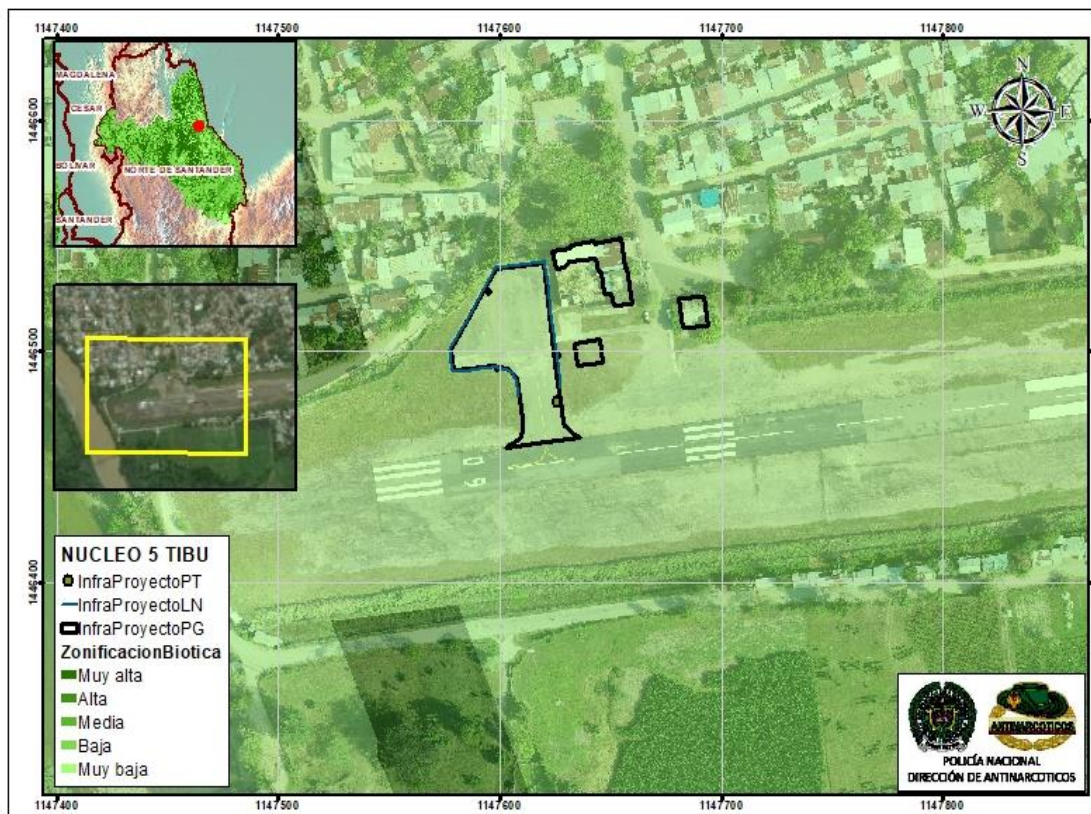 1147400 1147500 1147600 1147700 1147800
MAGDALENA
CESAR
BOLIVAR
NORTE DE SANTANDER
SANTANDER
N
W E
S
1446600
1446500
1446400
NUCLEO 5 TIBU
InfraProyectoPT
InfraProyectoLN
InfraProyectoPG
ZonificacionBiotica
Muy alta
Alta
Media
Baja
Muy baja
ANTINARCOTICOS
POLICÍA NACIONAL
DIRECCIÓN DE ANTINARCOTICOS
1147400 1147500 1147600 1147700 1147800